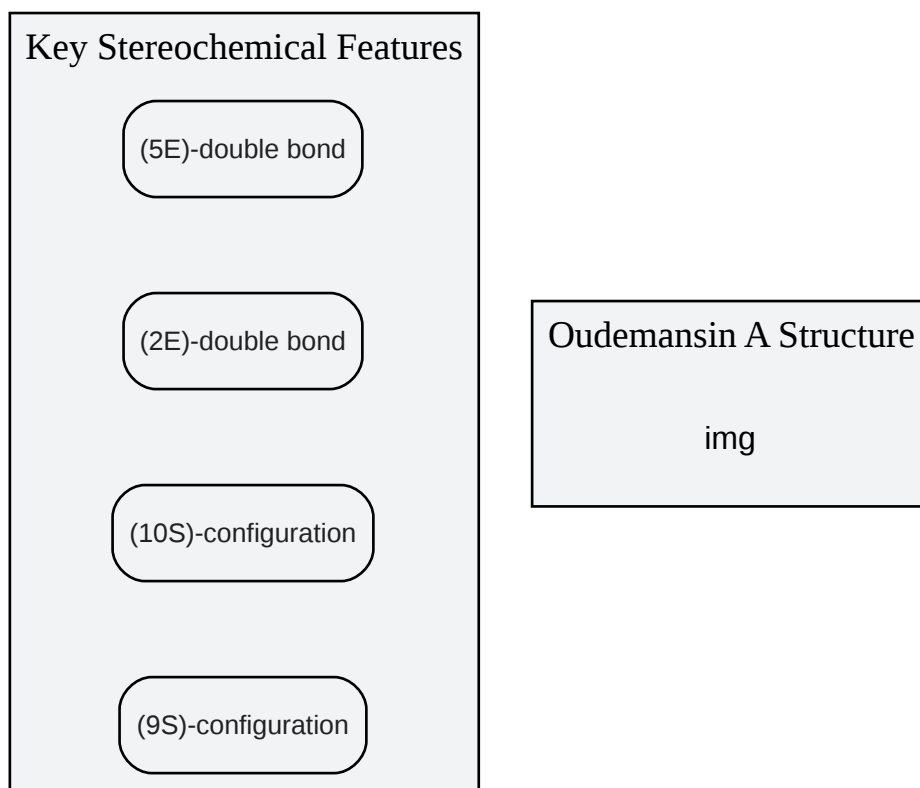 Key Stereochemical Features
(5E)-double bond
(2E)-double bond
(10S)-configuration
(9S)-configuration
Oudemansin A Structure
img